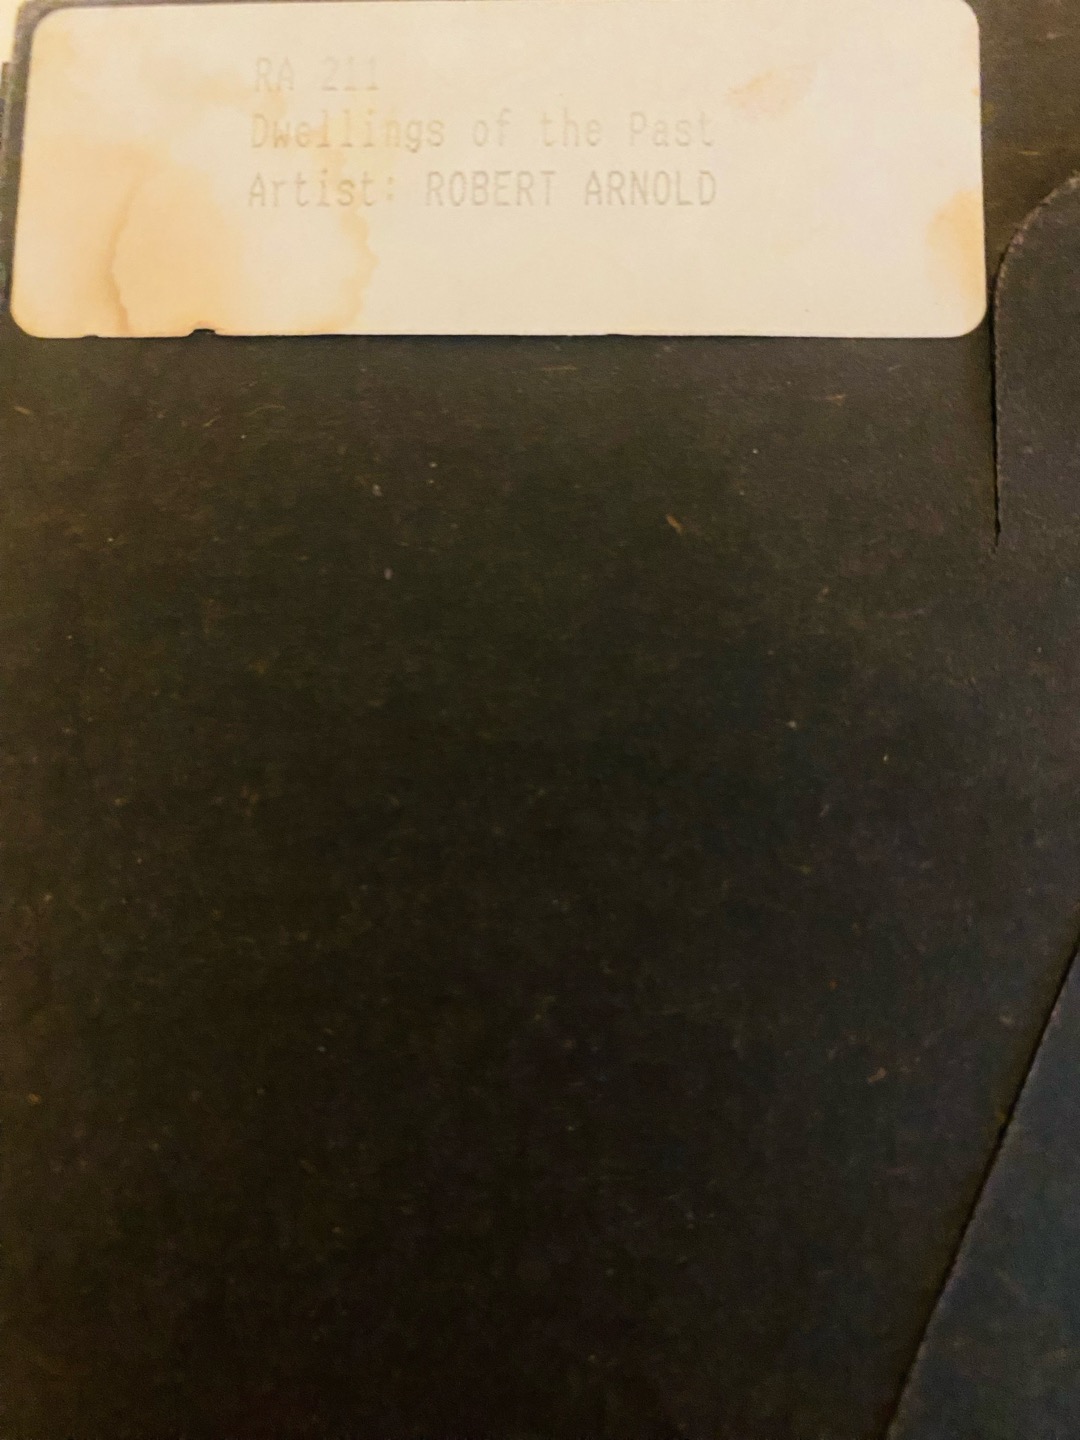 RA 211
Dwellings of the Past
Artist: ROBERT ARNOLD